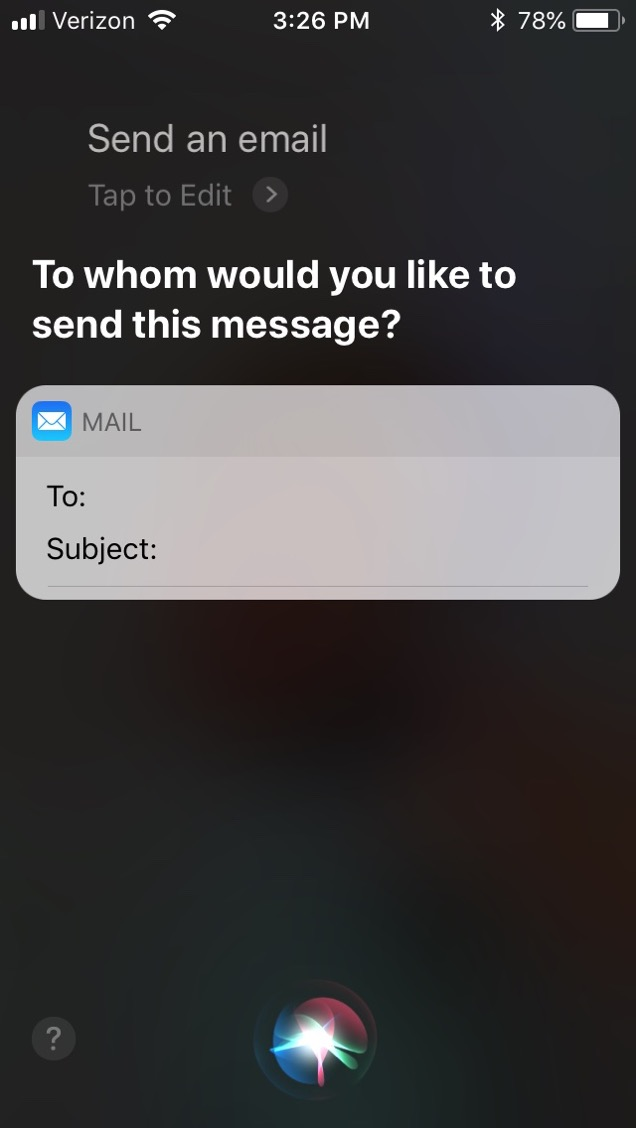 Verizon 3:26 PM 78%
Send an email
Tap to Edit
To whom would you like to
send this message?
MAIL
To:
Subject:
?